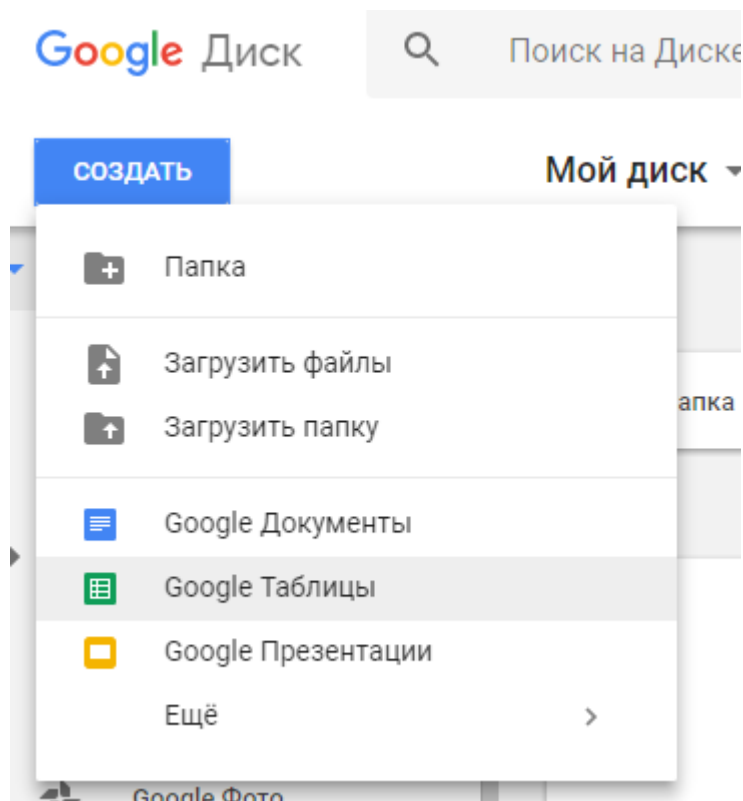 Google Диск
Поиск на Диске
СОЗДАТЬ
Мой диск
Папка
Загрузить файлы
Загрузить папку
апка
Google Документы
Google Таблицы
Google Презентации
Ещё
Google Фото